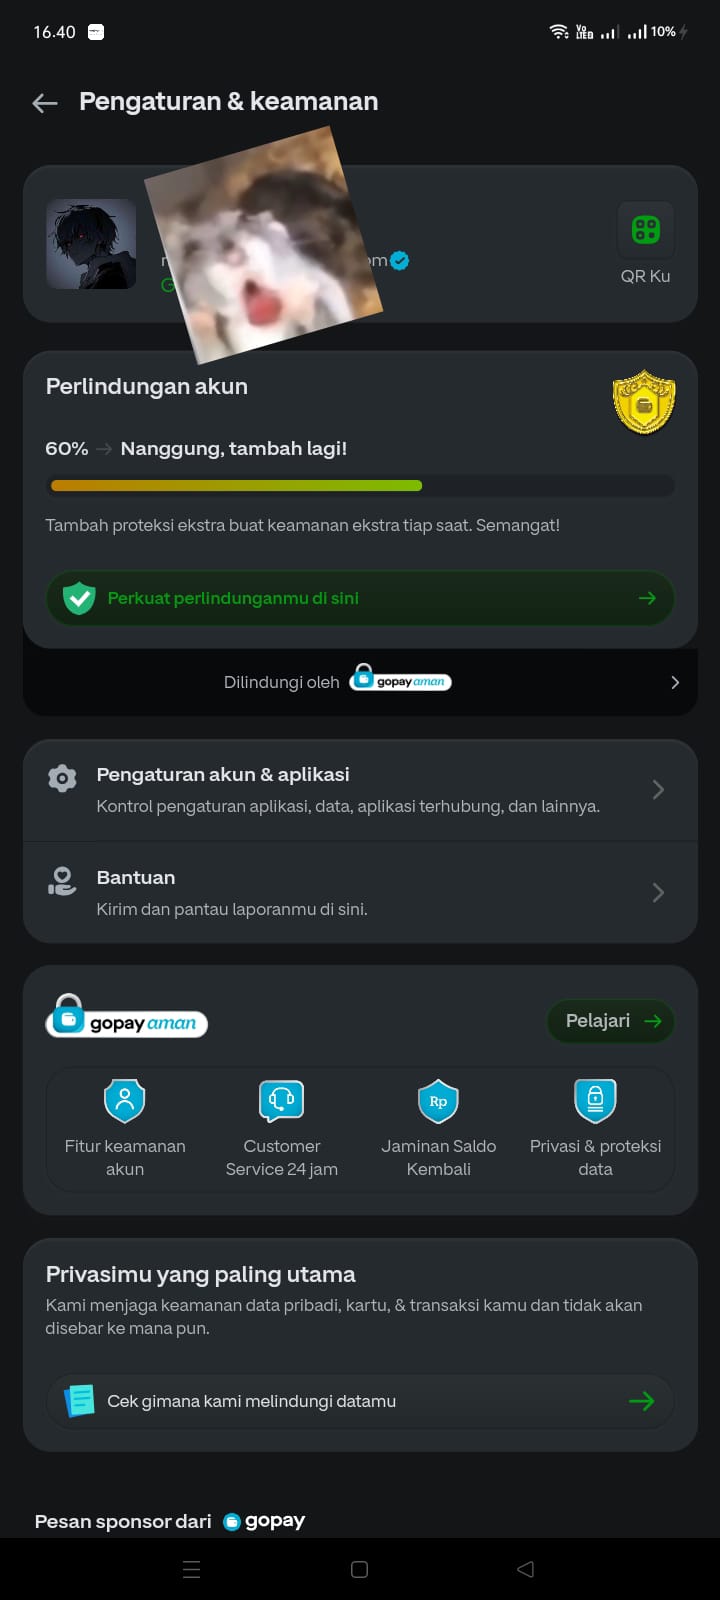 16.40
10%
Pengaturan & keamanan
QR Ku
Perlindungan akun
60% → Nanggung, tambah lagi!
Tambah proteksi ekstra buat keamanan ekstra tiap saat. Semangat!
Perkuat perlindunganmu di sini
Dilindungi oleh gopay aman
Pengaturan akun & aplikasi
Kontrol pengaturan aplikasi, data, aplikasi terhubung, dan lainnya.
Bantuan
Kirim dan pantau laporanmu di sini.
gopay aman
Pelajari
Rp
Fitur keamanan
akun
Customer
Service 24 jam
Jaminan Saldo
Kembali
Privasi & proteksi
data
Privasimu yang paling utama
Kami menjaga keamanan data pribadi, kartu, & transaksi kamu dan tidak akan
disebar ke mana pun.
Cek gimana kami melindungi datamu
Pesan sponsor dari gopay